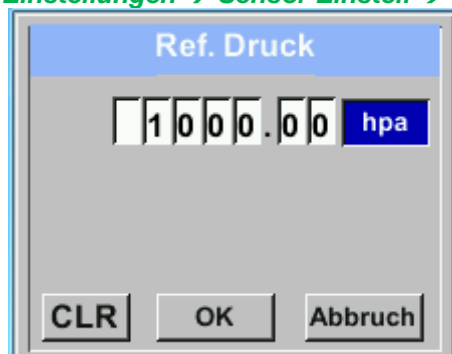 Einstellungen → Sensor Einstell →
Ref. Druck
1000.00 hpa
CLR OK Abbruch